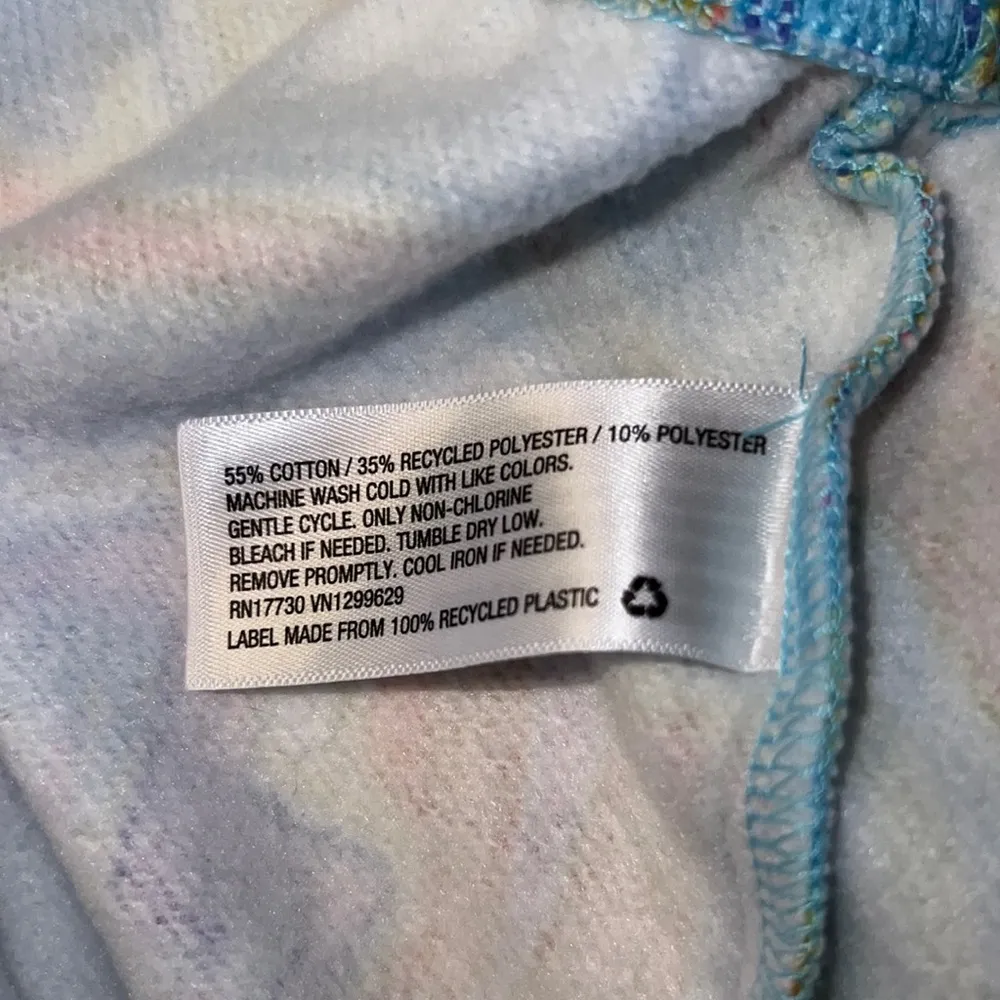 55% COTTON / 35% RECYCLED POLYESTER / 10% POLYESTER
MACHINE WASH COLD WITH LIKE COLORS.
GENTLE CYCLE. ONLY NON-CHLORINE
BLEACH IF NEEDED. TUMBLE DRY LOW.
REMOVE PROMPTLY. COOL IRON IF NEEDED.
RN17730 VN1299629
LABEL MADE FROM 100% RECYCLED PLASTIC